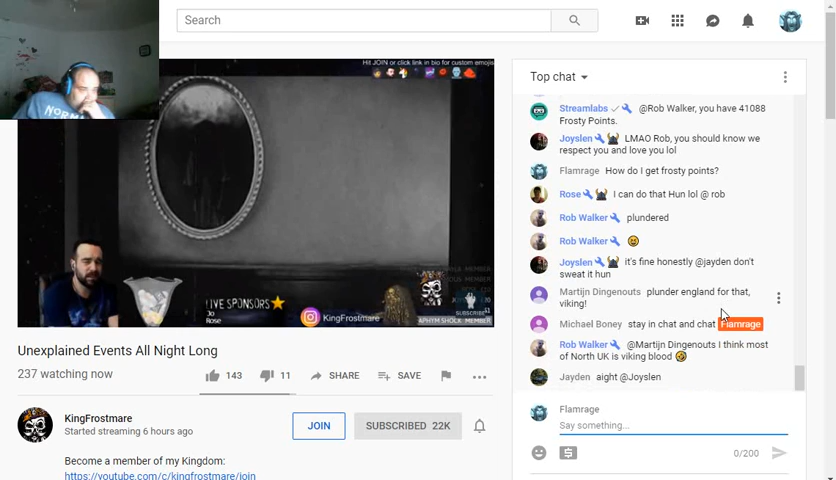 Search
NORMA
Hit JOIN or click link in bio for custom emojis
LIVE SPONSORS
Jo
Rose
KingFrostmare
SUBSCRIBE
4PHYM SHOCK MEMBER
Unexplained Events All Night Long
237 watching now
143
11
SHARE
SAVE
KingFrostmare
Started streaming 6 hours ago
JOIN
SUBSCRIBED 22K
Become a member of my Kingdom:
https://youtube.com/c/kingfrostmare/join
Top chat
Streamlabs @Rob Walker, you have 41088
Frosty Points.
Joyslen LMAO Rob, you should know we
respect you and love you lol
Flamrage How do I get frosty points?
Rose I can do that Hun lol @ rob
Rob Walker plundered
Rob Walker
Joyslen it's fine honestly @jayden don't
sweat it hun
Martijn Dingenouts plunder england for that,
viking!
Michael Boney stay in chat and chat Flamrage
Rob Walker @Martijn Dingenouts I think most
of North UK is viking blood
Jayden aight @Joyslen
Flamrage
Say something...
0/200